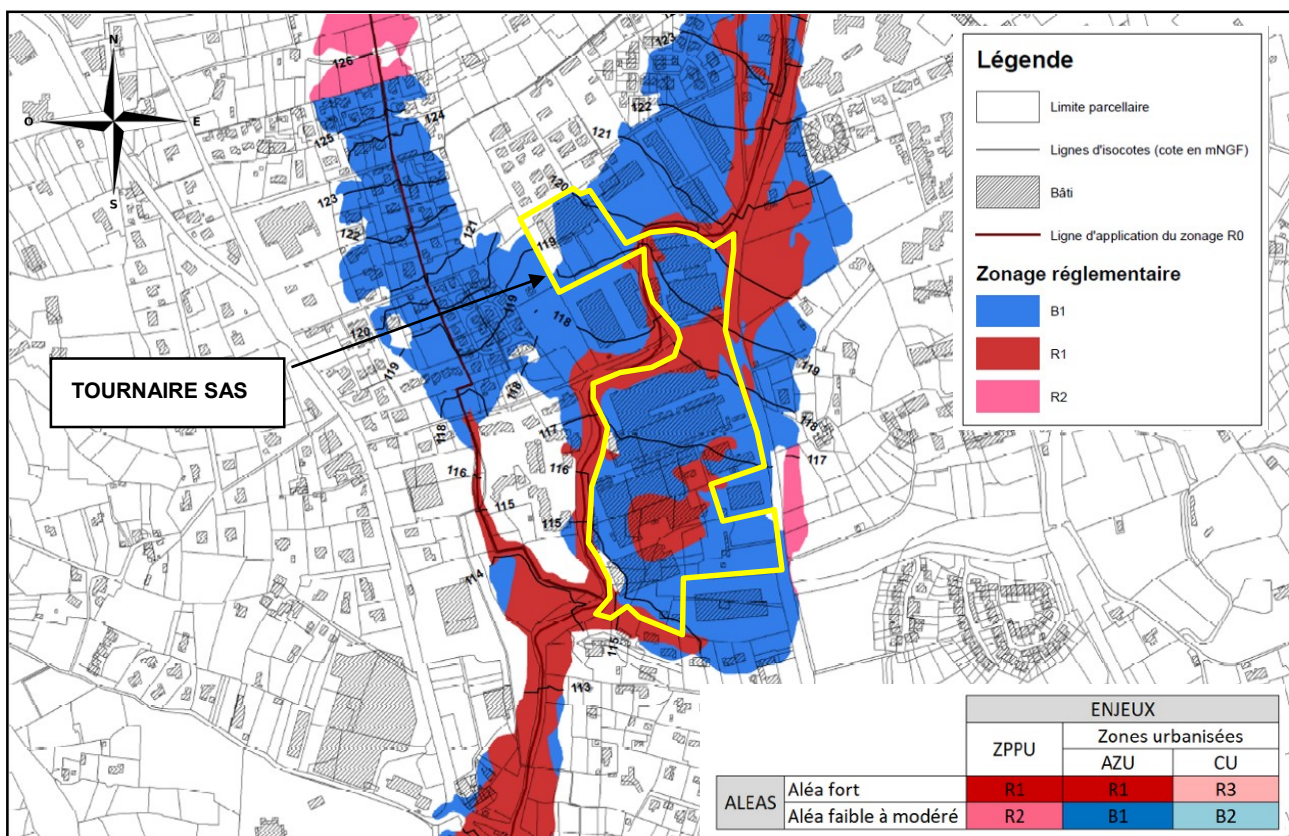 N
O
E
S
126
125
124
123
122
121
120
119
118
116
115
114
123
122
121
120
119
119
118
119
118
117
117
116
115
115
113
119
118
TOURNAIRE SAS
Légende
Limite parcellaire
Lignes d'isocotes (cote en mNGF)
Bâti
Ligne d'application du zonage R0
Zonage réglementaire
B1
R1
R2
ENJEUX
ZPPU
Zones urbanisées
AZU
CU
ALEAS
Aléa fort
R1
R1
R3
Aléa faible à modéré
R2
B1
B2